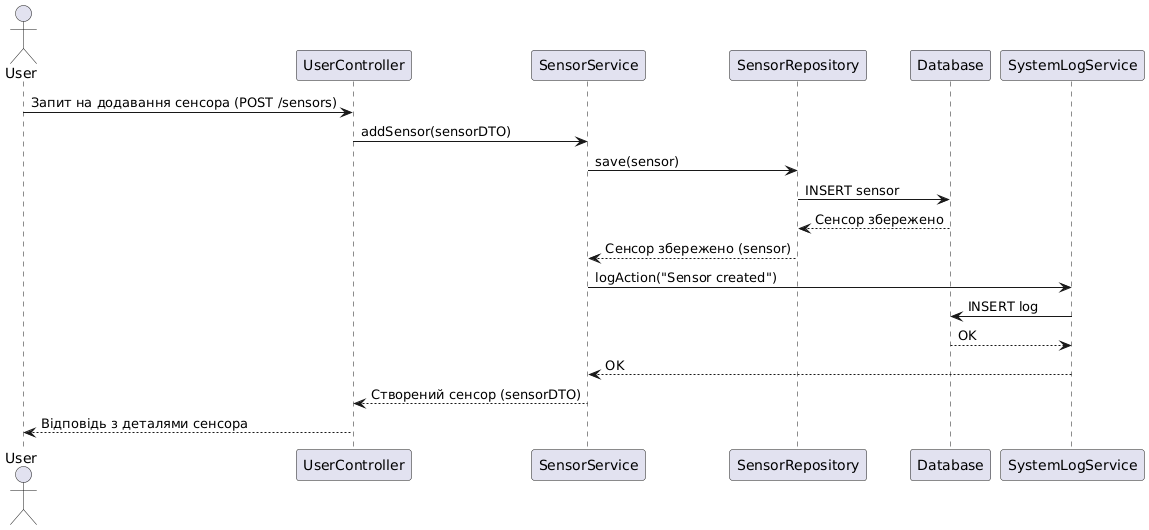 User
UserController
SensorService
SensorRepository
Database
SystemLogService
Запит на додавання сенсора (POST /sensors)
addSensor(sensorDTO)
save(sensor)
INSERT sensor
Сенсор збережено
Сенсор збережено (sensor)
logAction("Sensor created")
INSERT log
OK
OK
Створений сенсор (sensorDTO)
Відповідь з деталями сенсора
User
UserController
SensorService
SensorRepository
Database
SystemLogService